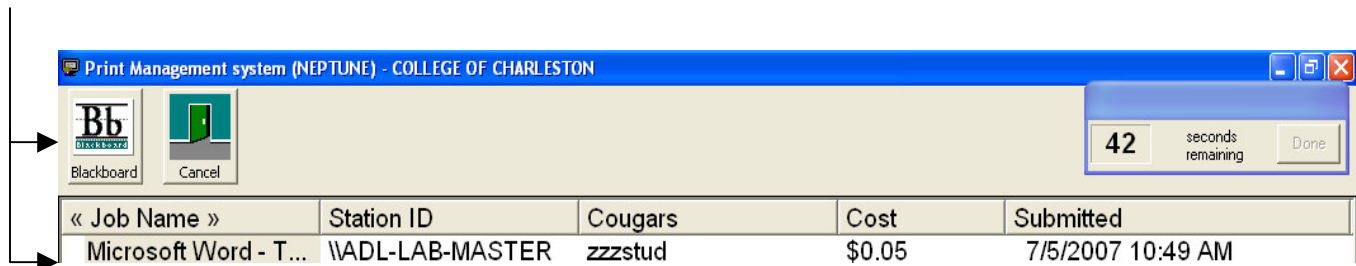 Print Management system (NEPTUNE) - COLLEGE OF CHARLESTON
Bb
Blackboard
Blackboard
Cancel
42 seconds remaining Done
« Job Name » Station ID Cougars Cost Submitted
Microsoft Word - T... \\ADL-LAB-MASTER zzzstud $0.05 7/5/2007 10:49 AM